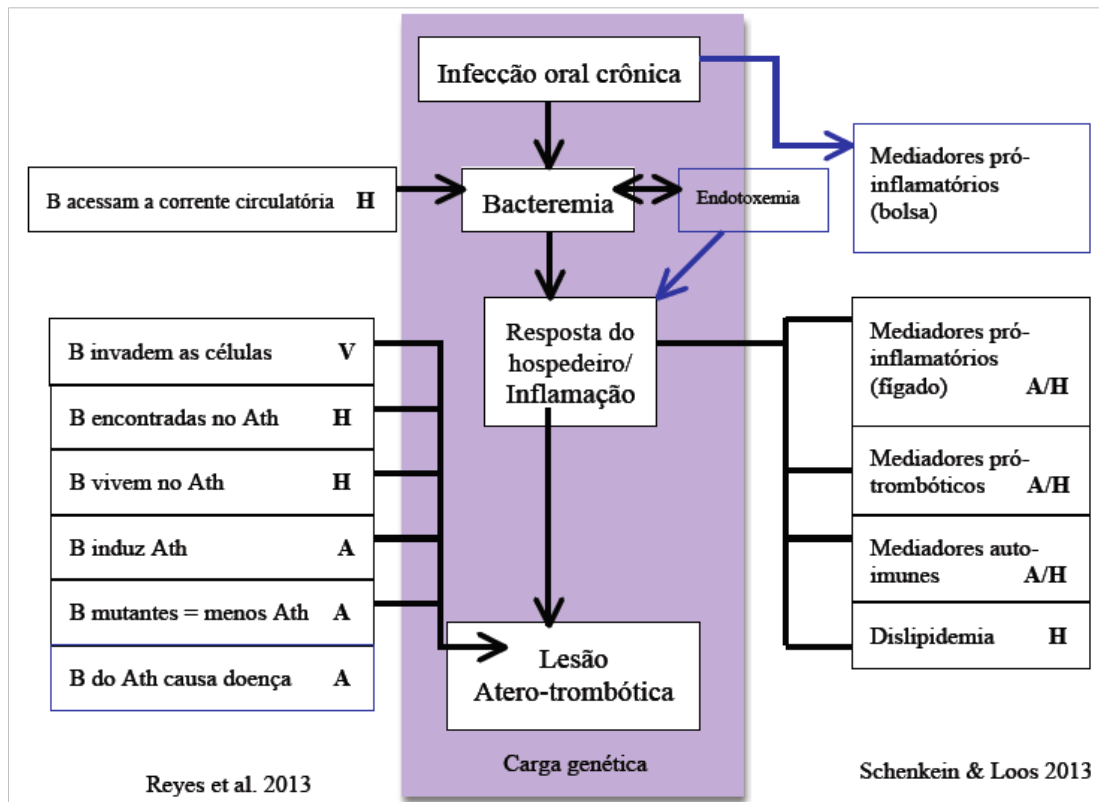 Infecção oral crônica
Mediadores pró-
inflamatórios
(bolsa)
B acessam a corrente circulatória H
Bacteremia
Endotoxemia
Resposta do
hospedeiro/
Inflamação
B invadem as células V
B encontradas no Ath H
B vivem no Ath H
B induz Ath A
B mutantes = menos Ath A
B do Ath causa doença A
Mediadores pró-
inflamatórios
(fígado) A/H
Mediadores pró-
trombóticos A/H
Mediadores auto-
imunes A/H
Dislipidemia H
Lesão
Atero-trombótica
Carga genética
Reyes et al. 2013
Schenkein & Loos 2013